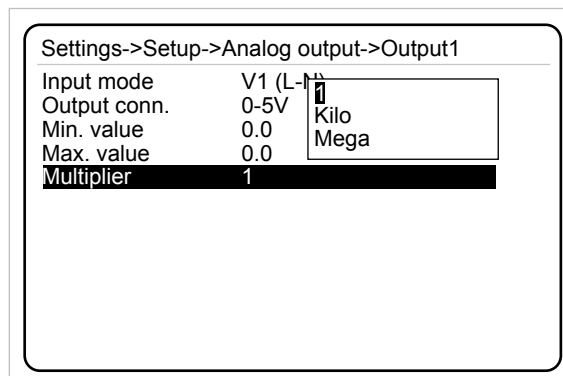 Settings->Setup->Analog output->Output1
Input mode V1 (L-N)
Output conn. 0-5V
Min. value 0.0
Max. value 0.0
Multiplier 1
1
Kilo
Mega